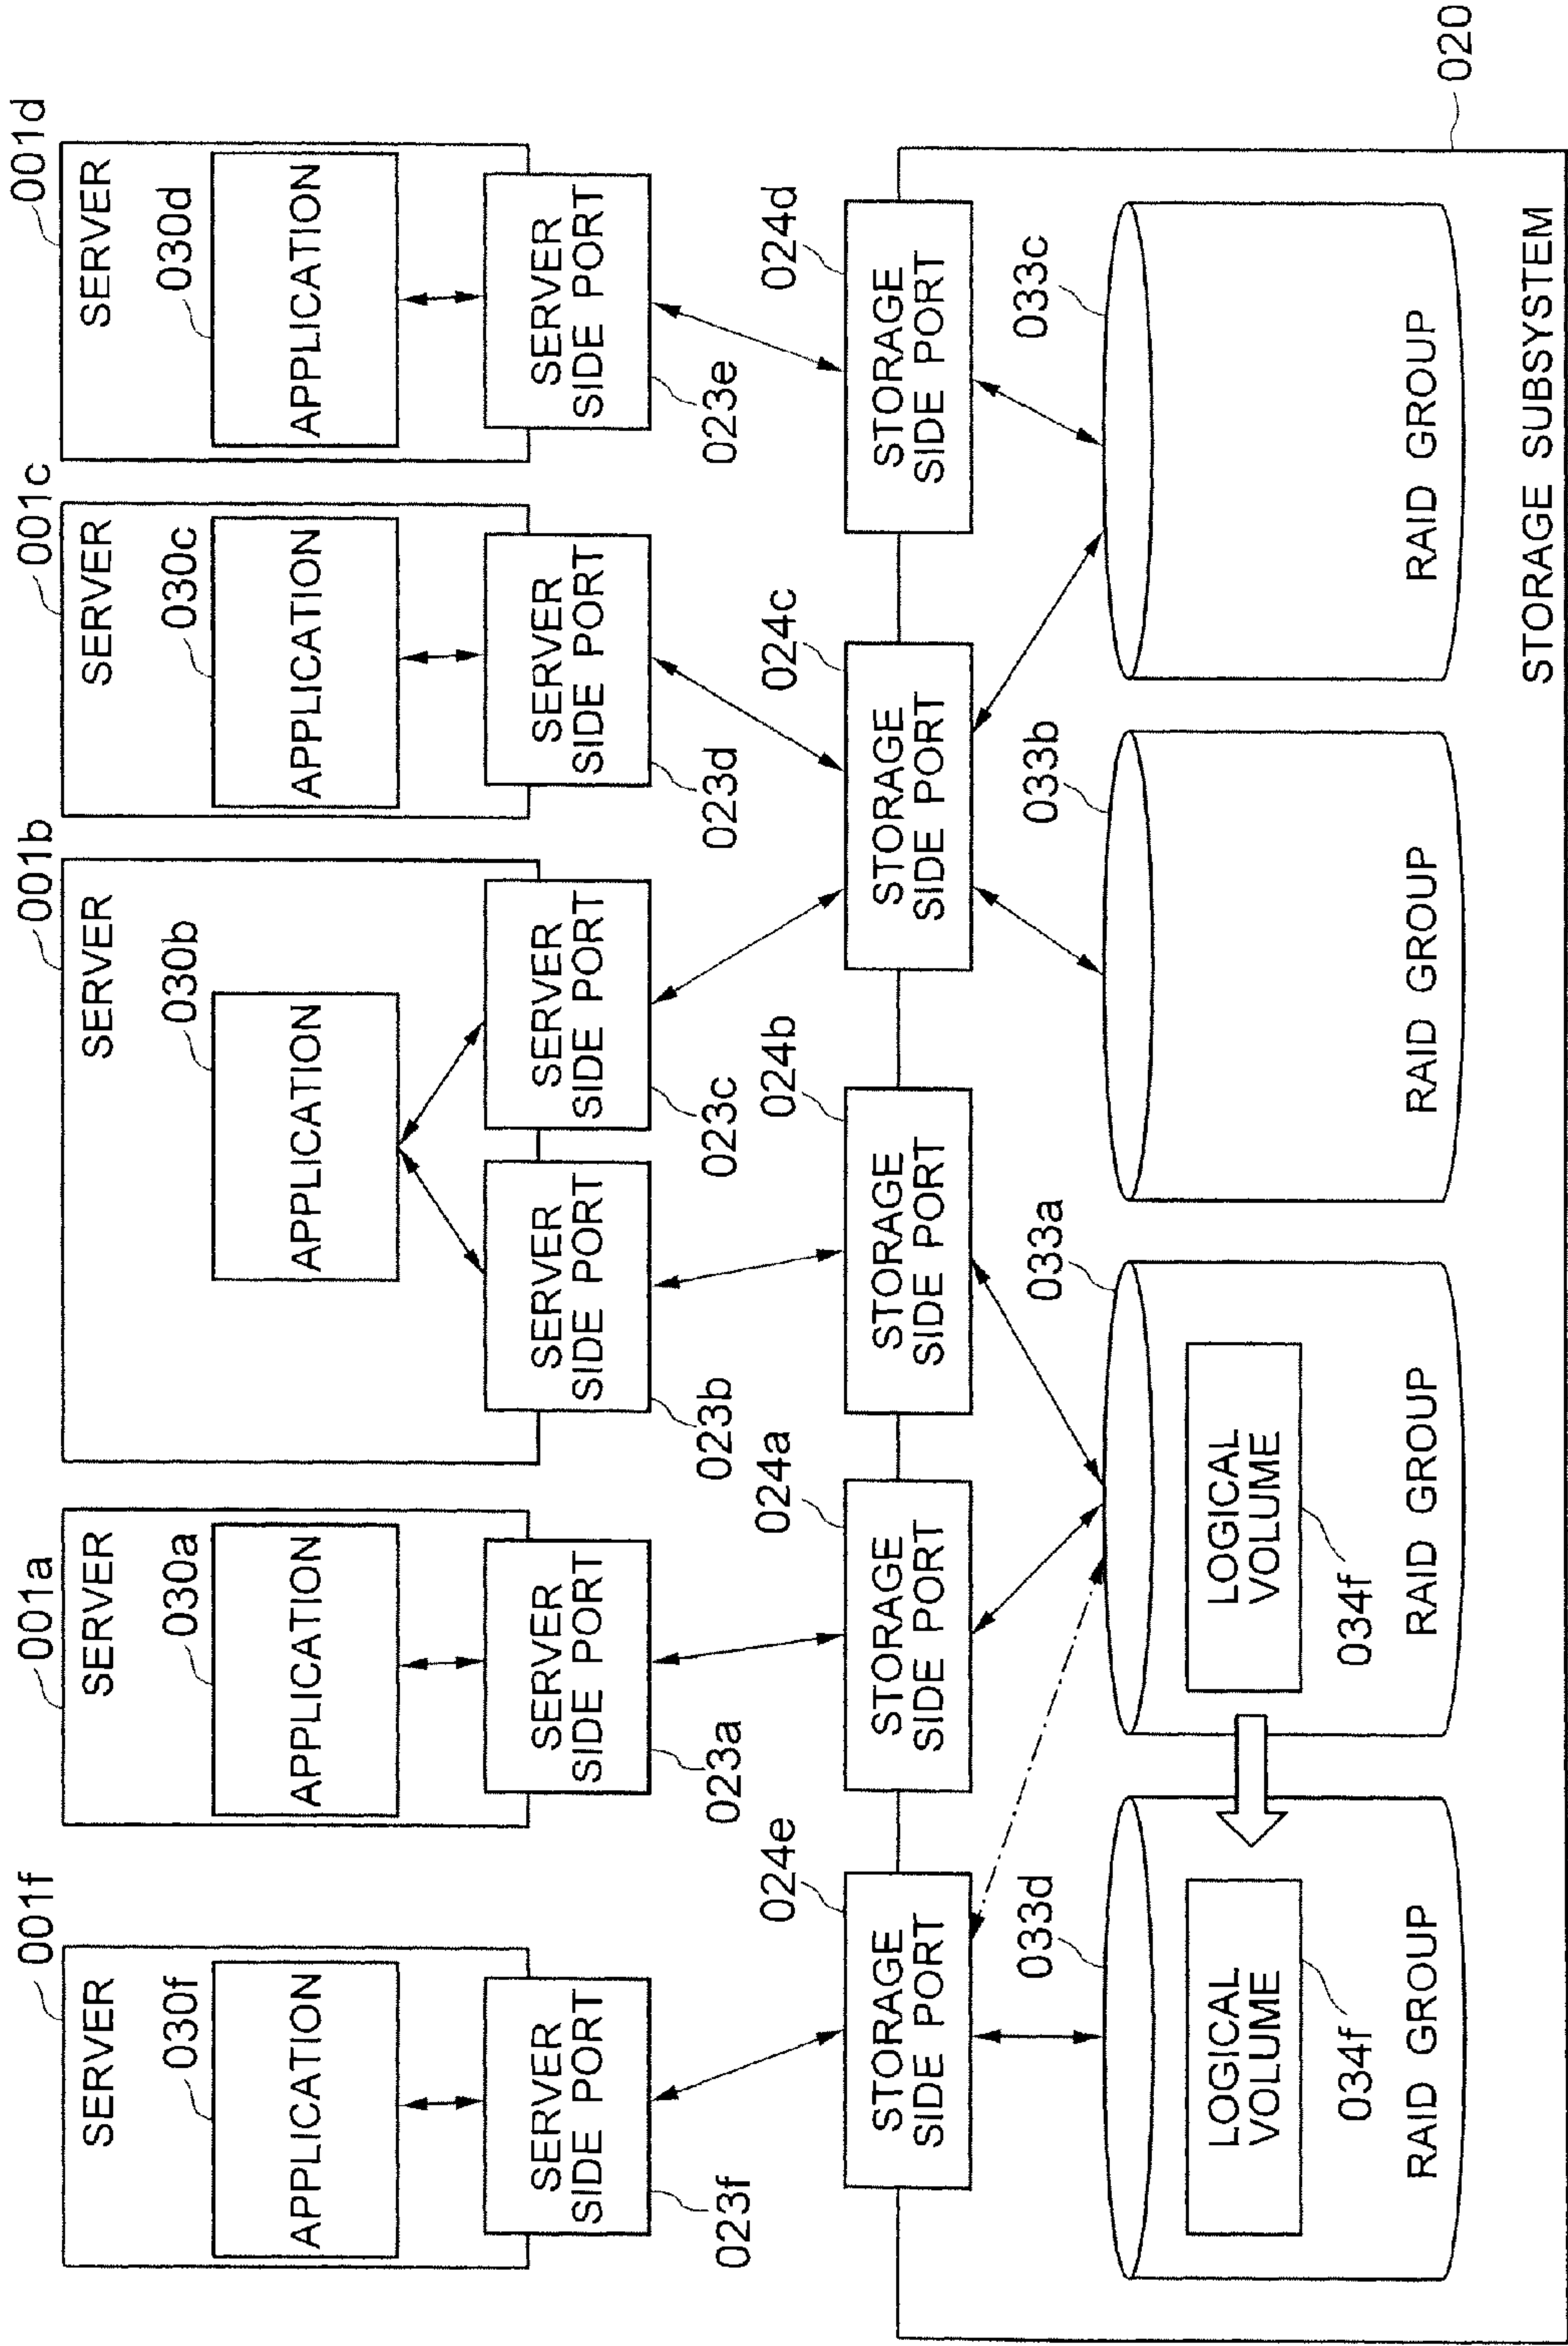 001f
SERVER
030f
APPLICATION
SERVER
SIDE PORT
023f
001a
SERVER
030a
APPLICATION
SERVER
SIDE PORT
023a
001b
SERVER
030b
APPLICATION
SERVER
SIDE PORT
023b
SERVER
SIDE PORT
023c
001c
SERVER
030c
APPLICATION
SERVER
SIDE PORT
023d
001d
SERVER
030d
APPLICATION
SERVER
SIDE PORT
023e
024e
STORAGE
SIDE PORT
024a
STORAGE
SIDE PORT
024b
STORAGE
SIDE PORT
024c
STORAGE
SIDE PORT
024d
STORAGE
SIDE PORT
033d
LOGICAL
VOLUME
034f
RAID GROUP
033a
LOGICAL
VOLUME
034f
RAID GROUP
033b
RAID GROUP
033c
RAID GROUP
STORAGE SUBSYSTEM
020